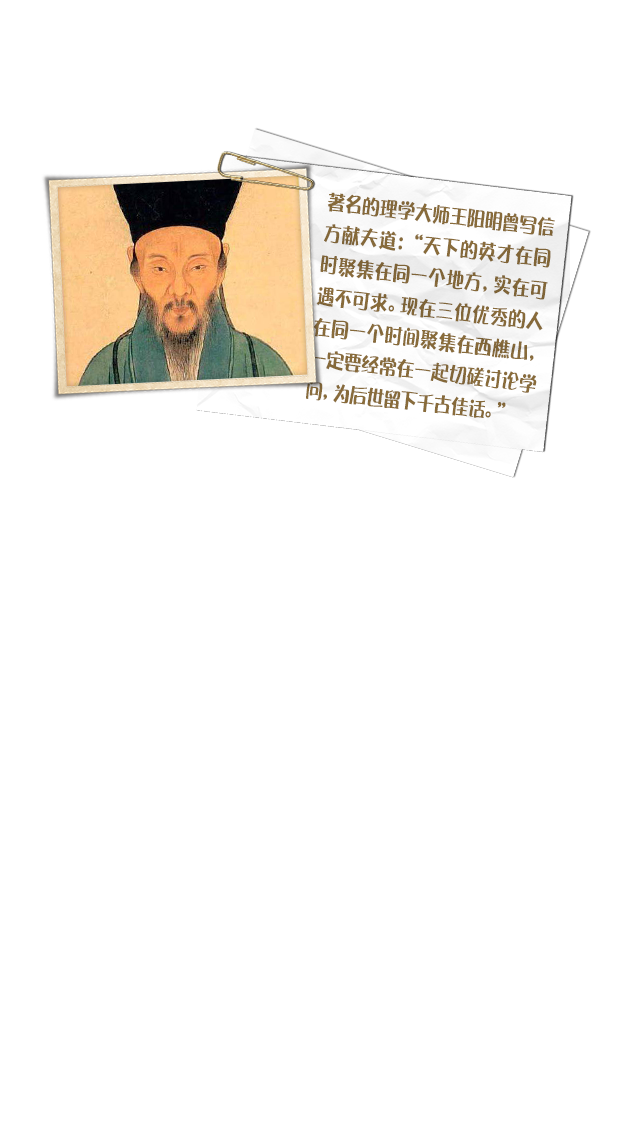 著名的理学大师王阳明曾写信
方献夫道：“天下的英才在同
时聚集在同一个地方，实在可
遇不可求。现在三位优秀的人
在同一个时间聚集在西樵山，
一定要经常在一起切磋讨论学
问，为后世留下千古佳话。”